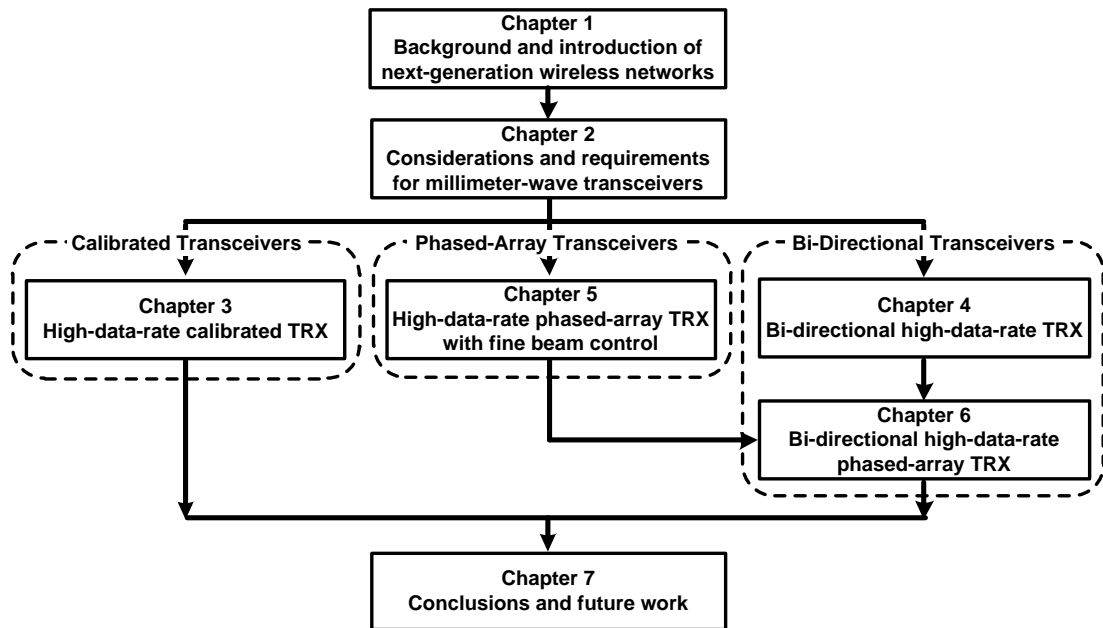 Chapter 1
Background and introduction of
next-generation wireless networks
Chapter 2
Considerations and requirements
for millimeter-wave transceivers
Calibrated Transceivers
Chapter 3
High-data-rate calibrated TRX
Phased-Array Transceivers
Chapter 5
High-data-rate phased-array TRX
with fine beam control
Bi-Directional Transceivers
Chapter 4
Bi-directional high-data-rate TRX
Chapter 6
Bi-directional high-data-rate
phased-array TRX
Chapter 7
Conclusions and future work